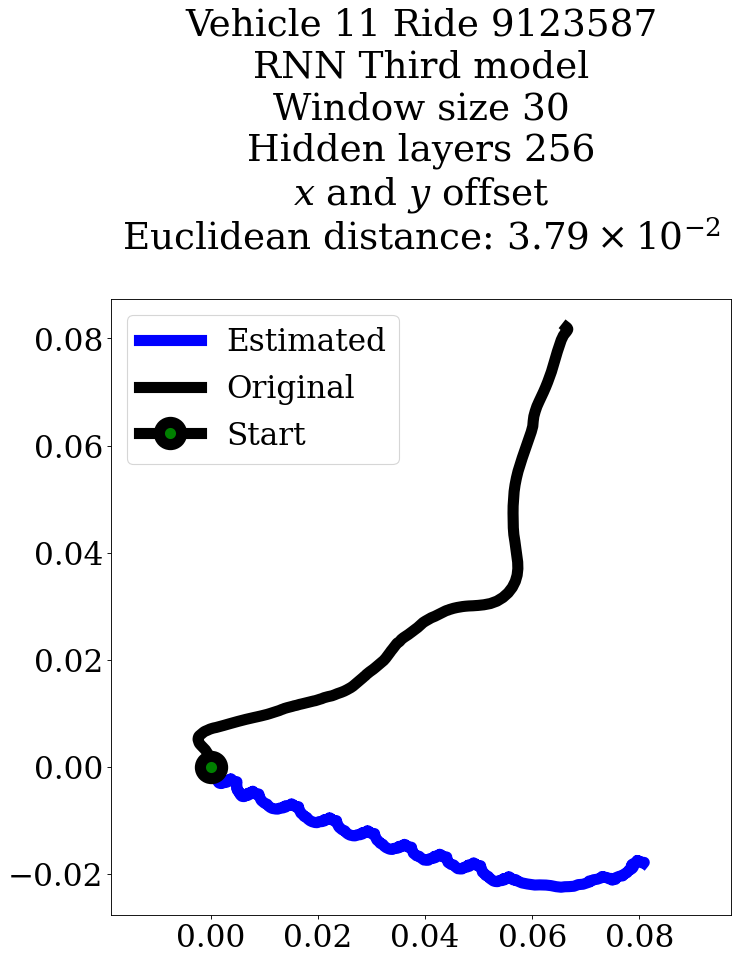 Vehicle 11 Ride 9123587
RNN Third model
Window size 30
Hidden layers 256
x and y offset
Euclidean distance: 3.79 × 10⁻²
Estimated
Original
Start
0.08
0.06
0.04
0.02
0.00
−0.02
0.00 0.02 0.04 0.06 0.08